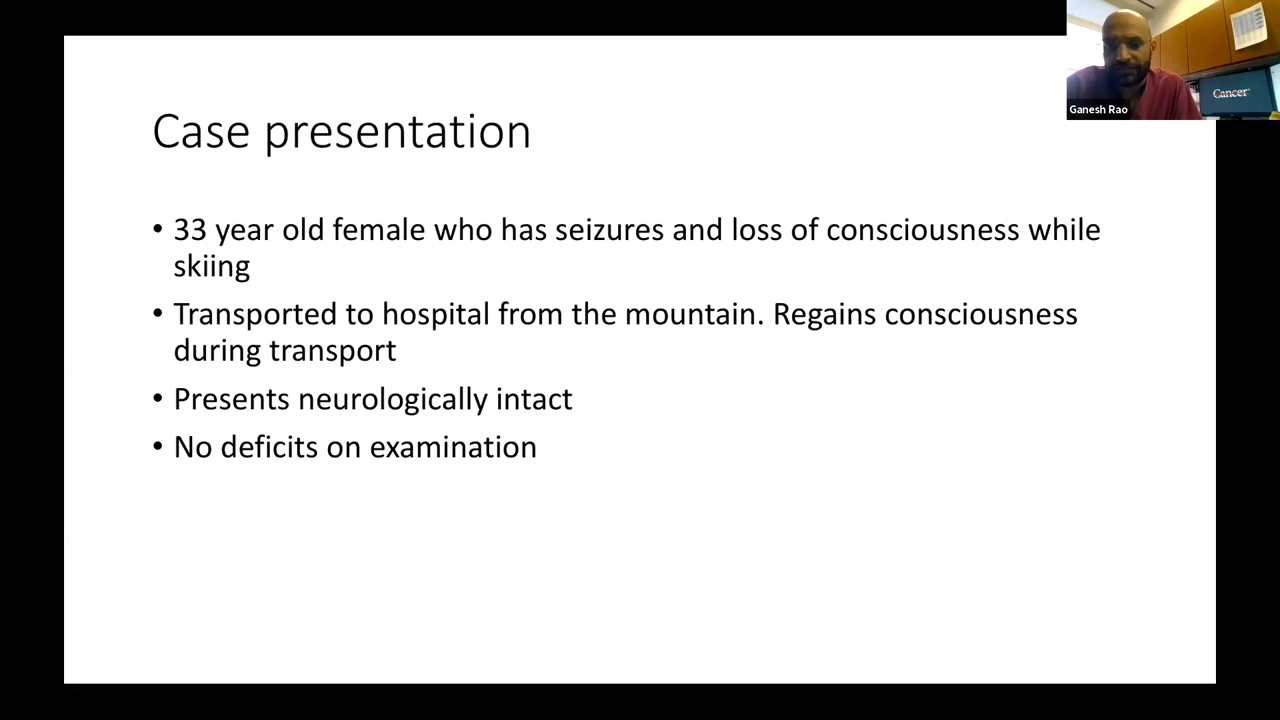 Case presentation
• 33 year old female who has seizures and loss of consciousness while
skiing
• Transported to hospital from the mountain. Regains consciousness
during transport
• Presents neurologically intact
• No deficits on examination
Ganesh Rao
Cancer